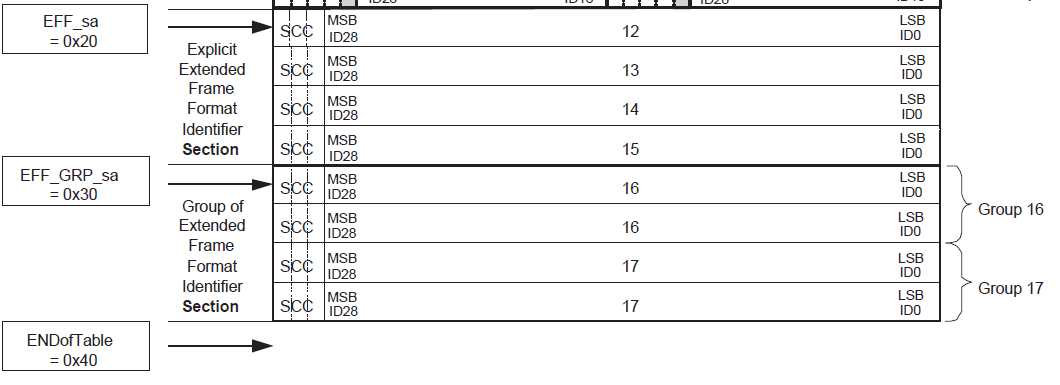 ID28 ID18 ID28
EFF_sa
= 0x20
Explicit
Extended
Frame
Format
Identifier
Section
SCC MSB ID28 12 LSB ID0
SCC MSB ID28 13 LSB ID0
SCC MSB ID28 14 LSB ID0
SCC MSB ID28 15 LSB ID0
EFF_GRP_sa
= 0x30
Group of
Extended
Frame
Format
Identifier
Section
SCC MSB ID28 16 LSB ID0
SCC MSB ID28 16 LSB ID0
Group 16
SCC MSB ID28 17 LSB ID0
SCC MSB ID28 17 LSB ID0
Group 17
ENDofTable
= 0x40